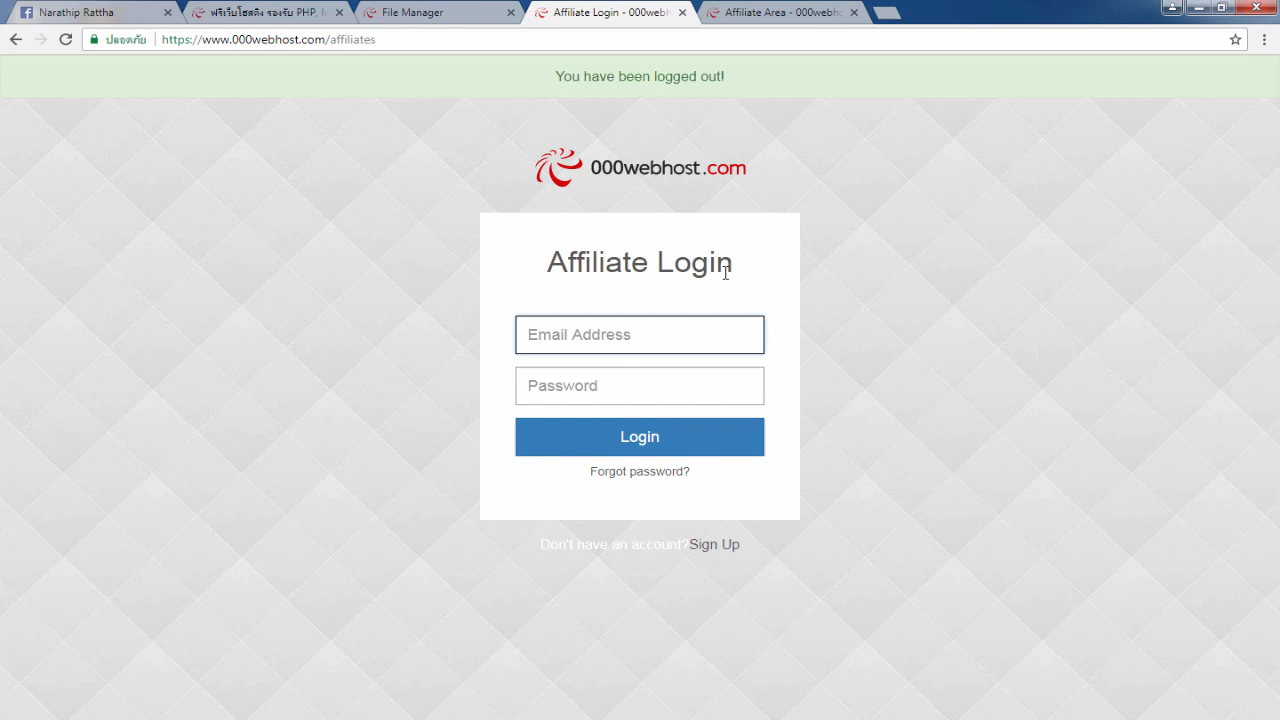 Narathip Rattha
ฟรีเว็บโฮสติ้ง รองรับ PHP, M
File Manager
Affiliate Login - 000webh
Affiliate Area - 000webho
ปลอดภัย
https://www.000webhost.com/affiliates
You have been logged out!
000webhost.com
Affiliate Login
Email Address
Password
Login
Forgot password?
Don't have an account?Sign Up